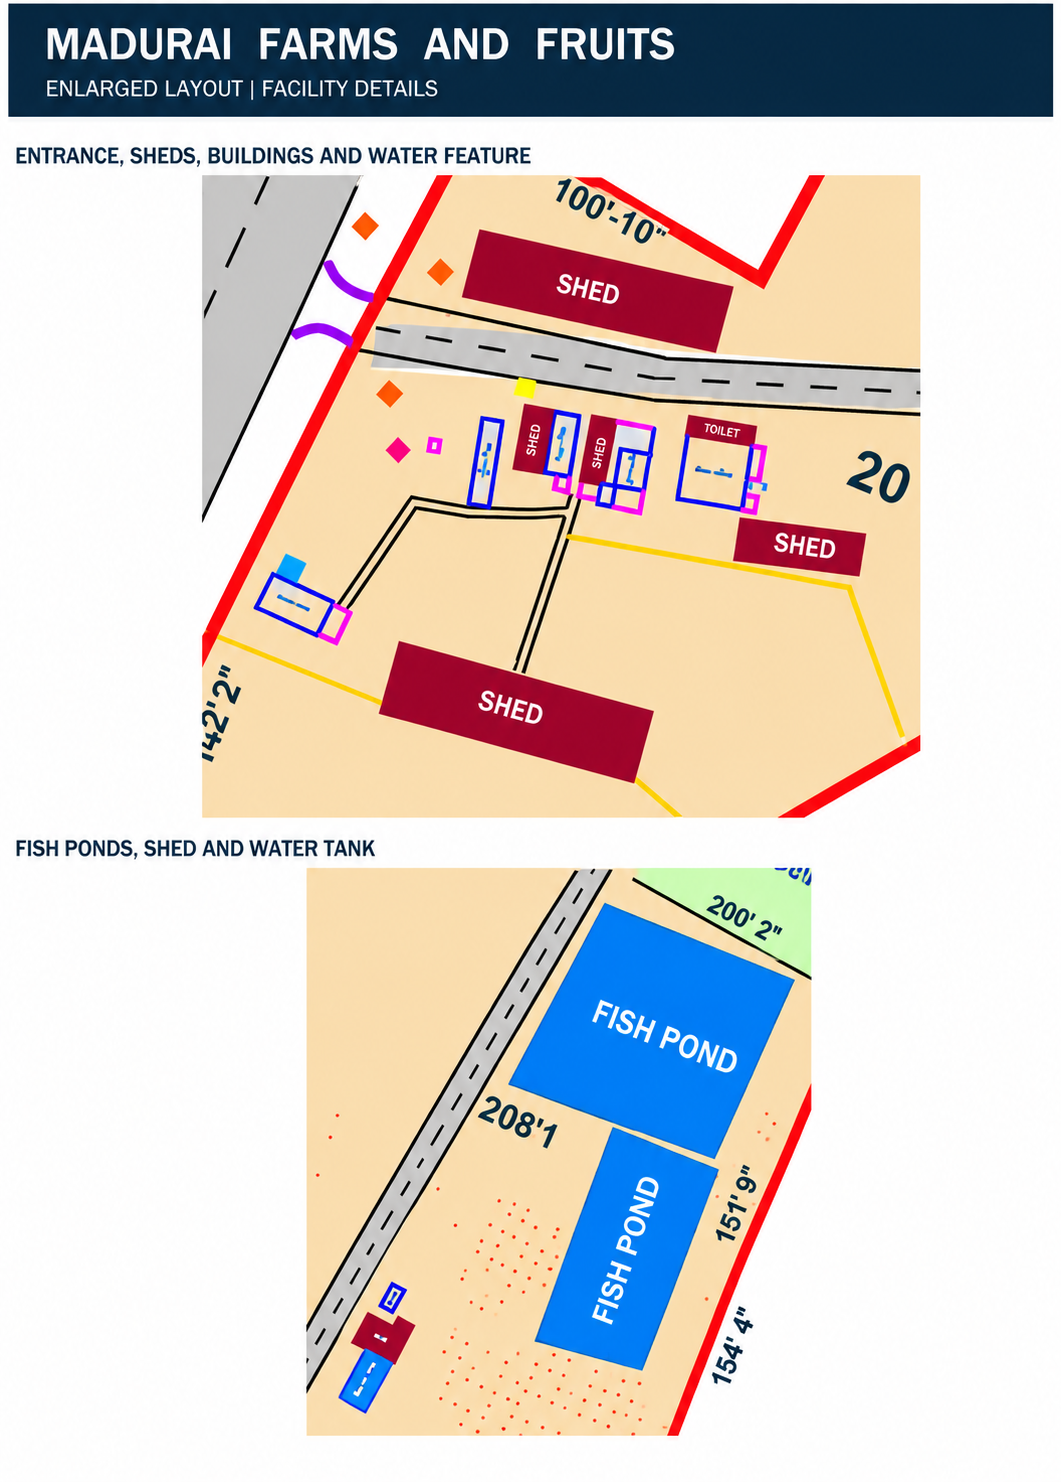 MADURAI FARMS AND FRUITS
ENLARGED LAYOUT | FACILITY DETAILS
ENTRANCE, SHEDS, BUILDINGS AND WATER FEATURE
100'-10"
SHED
SHED
SHED
TOILET
20
SHED
SHED
142' 2"
FISH PONDS, SHED AND WATER TANK
200' 2"
FISH POND
208'1
FISH POND
151' 9"
154' 4"